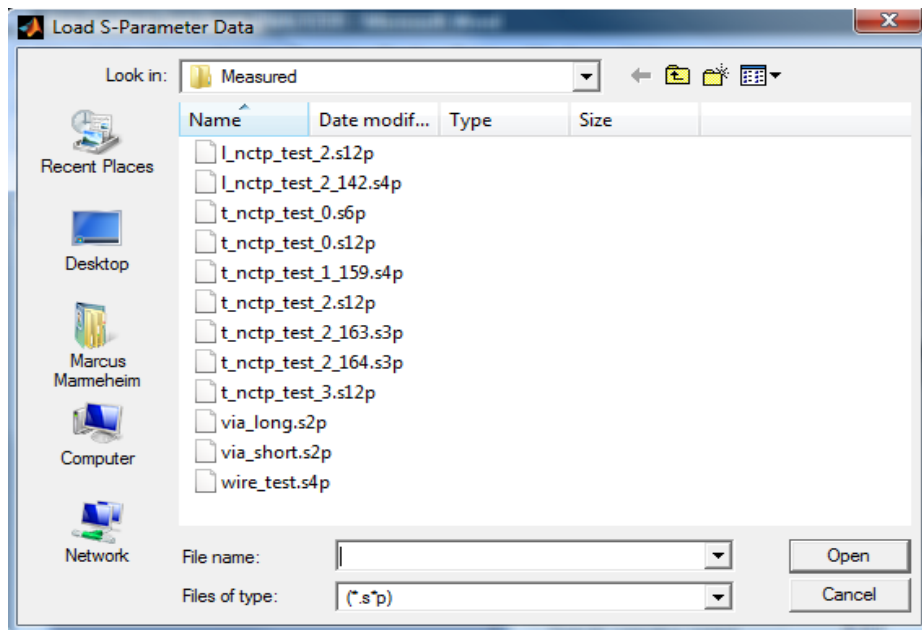 Load S-Parameter Data
Look in: Measured
Name Date modif... Type Size
l_nctp_test_2.s12p
l_nctp_test_2_142.s4p
t_nctp_test_0.s6p
t_nctp_test_0.s12p
t_nctp_test_1_159.s4p
t_nctp_test_2.s12p
t_nctp_test_2_163.s3p
t_nctp_test_2_164.s3p
t_nctp_test_3.s12p
via_long.s2p
via_short.s2p
wire_test.s4p
Recent Places
Desktop
Marcus
Marmeheim
Computer
Network
File name: Open
Files of type: (*.s*p) Cancel